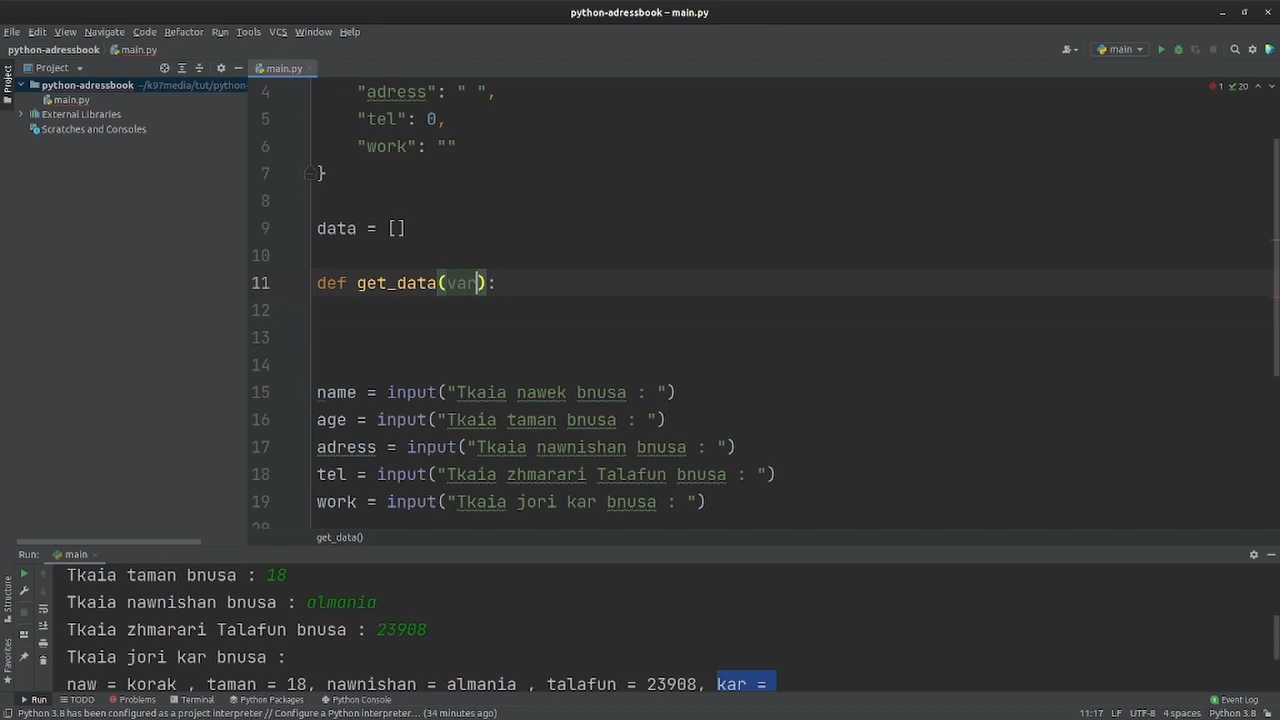 python-adressbook – main.py
File Edit View Navigate Code Refactor Run Tools VCS Window Help
python-adressbook main.py
main
Project
main.py
python-adressbook ~/k97media/tut/python-
main.py
External Libraries
Scratches and Consoles
Project
Structure
Favorites
1 20
4 "adress": " ",
5 "tel": 0,
6 "work": ""
7 }
8
9 data = []
10
11 def get_data(var):
12
13
14
15 name = input("Tkaia nawek bnusa : ")
16 age = input("Tkaia taman bnusa : ")
17 adress = input("Tkaia nawnishan bnusa : ")
18 tel = input("Tkaia zhmarari Talafun bnusa : ")
19 work = input("Tkaia jori kar bnusa : ")
20
get_data()
Run: main
Tkaia taman bnusa : 18
Tkaia nawnishan bnusa : almania
Tkaia zhmarari Talafun bnusa : 23908
Tkaia jori kar bnusa :
naw = korak , taman = 18, nawnishan = almania , talafun = 23908, kar =
Run TODO Problems Terminal Python Packages Python Console Event Log
Python 3.8 has been configured as a project interpreter // Configure a Python interpreter... (34 minutes ago) 11:17 LF UTF-8 4 spaces Python 3.8